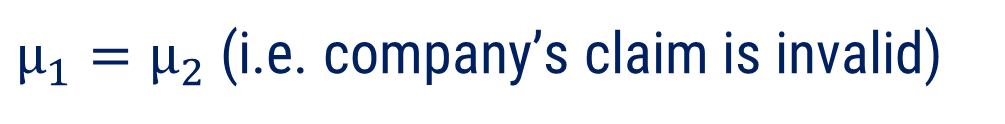 μ₁ = μ₂ (i.e. company’s claim is invalid)